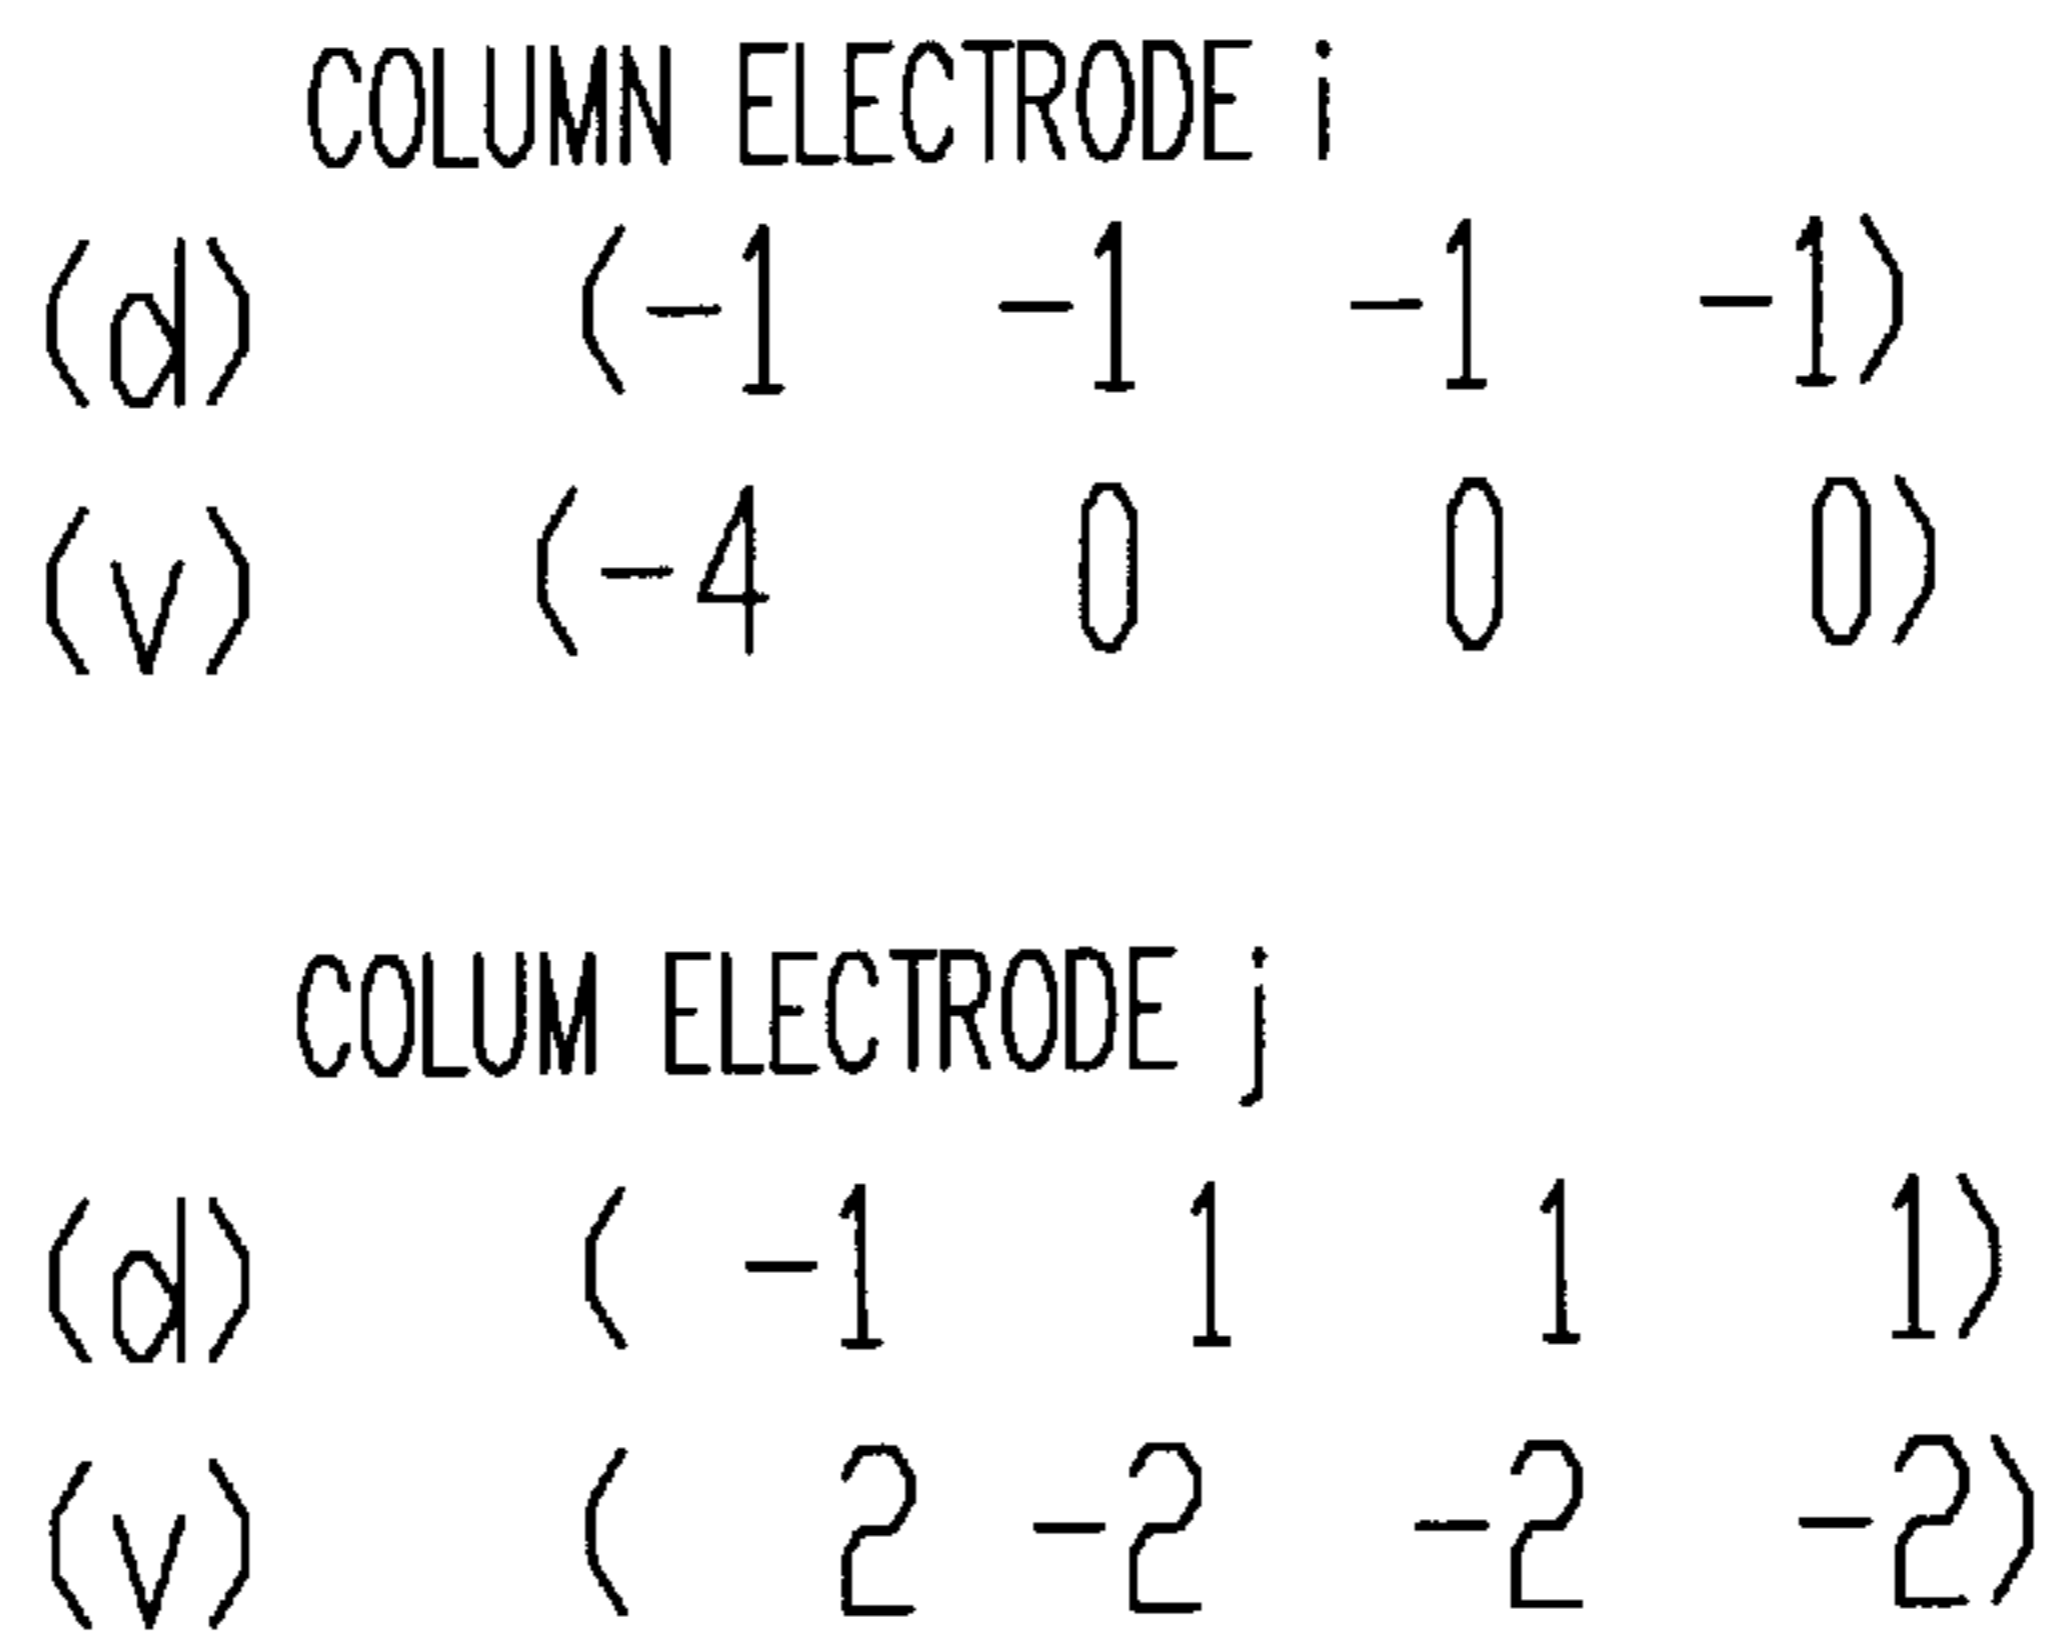 COLUMN ELECTRODE i
(d) (-1 -1 -1 -1)
(v) (-4 0 0 0)
COLUM ELECTRODE j
(d) ( -1 1 1 1)
(v) ( 2 -2 -2 -2)